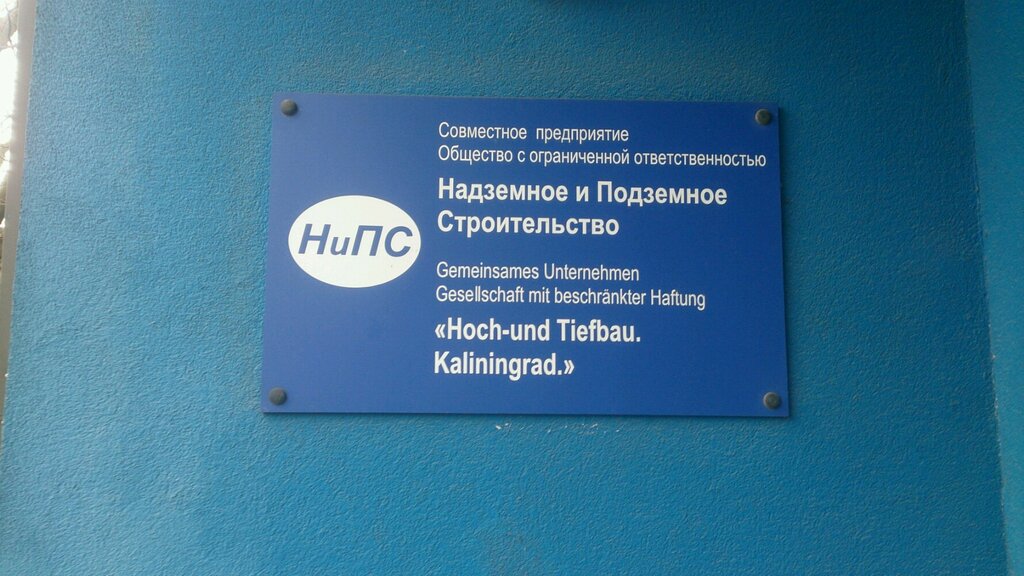 НиПС
Совместное предприятие
Общество с ограниченной ответственностью
Надземное и Подземное
Строительство
Gemeinsames Unternehmen
Gesellschaft mit beschränkter Haftung
«Hoch-und Tiefbau.
Kaliningrad.»